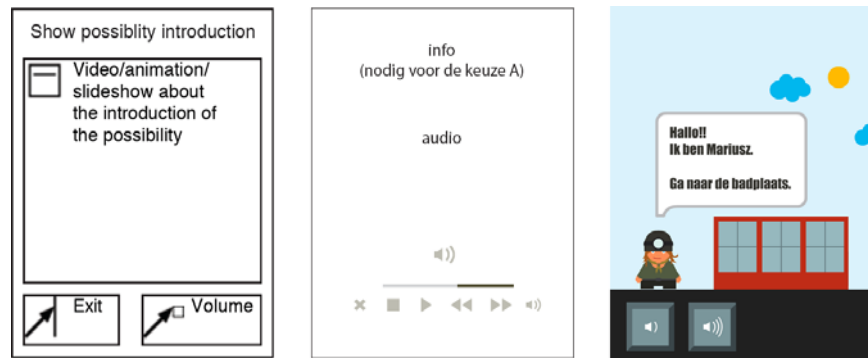 Show possiblity introduction
Video/animation/
slideshow about
the introduction of
the possibility
Exit
Volume
info
(nodig voor de keuze A)
audio
Hallo!!
Ik ben Mariusz.
Ga naar de badplaats.